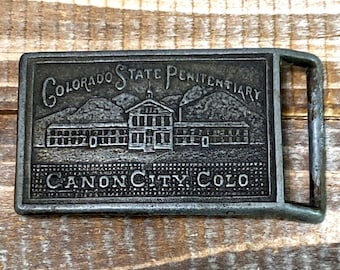 COLORADO STATE PENITENTIARY
CANON CITY, COLO